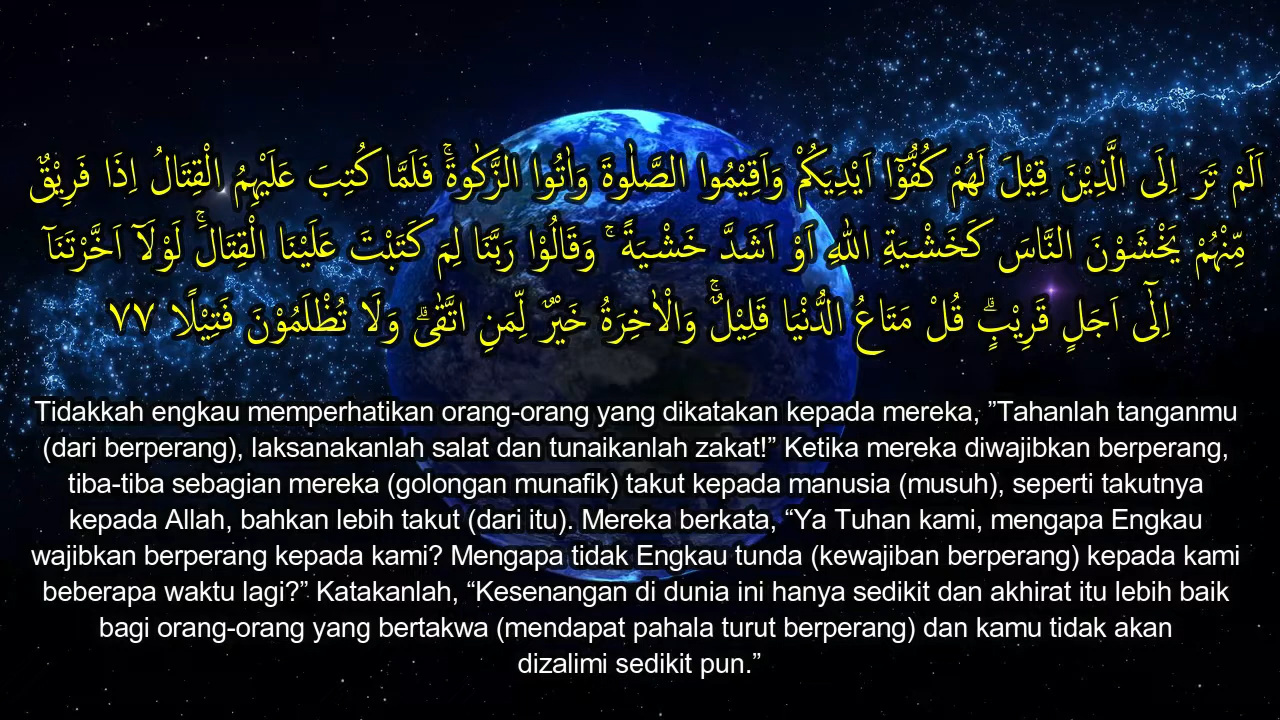 اَلَمْ تَرَ اِلَى الَّذِيْنَ قِيْلَ لَهُمْ كُفُّوْٓا اَيْدِيَكُمْ وَاَقِيْمُوا الصَّلٰوةَ وَاٰتُوا الزَّكٰوةَۚ فَلَمَّا كُتِبَ عَلَيْهِمُ الْقِتَالُ اِذَا فَرِيْقٌ
مِّنْهُمْ يَخْشَوْنَ النَّاسَ كَخَشْيَةِ اللّٰهِ اَوْ اَشَدَّ خَشْيَةً ۚ وَقَالُوْا رَبَّنَا لِمَ كَتَبْتَ عَلَيْنَا الْقِتَالَۚ لَوْلَآ اَخَّرْتَنَآ
اِلٰٓى اَجَلٍ قَرِيْبٍۗ قُلْ مَتَاعُ الدُّنْيَا قَلِيْلٌۚ وَالْاٰخِرَةُ خَيْرٌ لِّمَنِ اتَّقٰىۗ وَلَا تُظْلَمُوْنَ فَتِيْلًا ٧٧
Tidakkah engkau memperhatikan orang-orang yang dikatakan kepada mereka, ”Tahanlah tanganmu
(dari berperang), laksanakanlah salat dan tunaikanlah zakat!” Ketika mereka diwajibkan berperang,
tiba-tiba sebagian mereka (golongan munafik) takut kepada manusia (musuh), seperti takutnya
kepada Allah, bahkan lebih takut (dari itu). Mereka berkata, “Ya Tuhan kami, mengapa Engkau
wajibkan berperang kepada kami? Mengapa tidak Engkau tunda (kewajiban berperang) kepada kami
beberapa waktu lagi?” Katakanlah, “Kesenangan di dunia ini hanya sedikit dan akhirat itu lebih baik
bagi orang-orang yang bertakwa (mendapat pahala turut berperang) dan kamu tidak akan
dizalimi sedikit pun.”